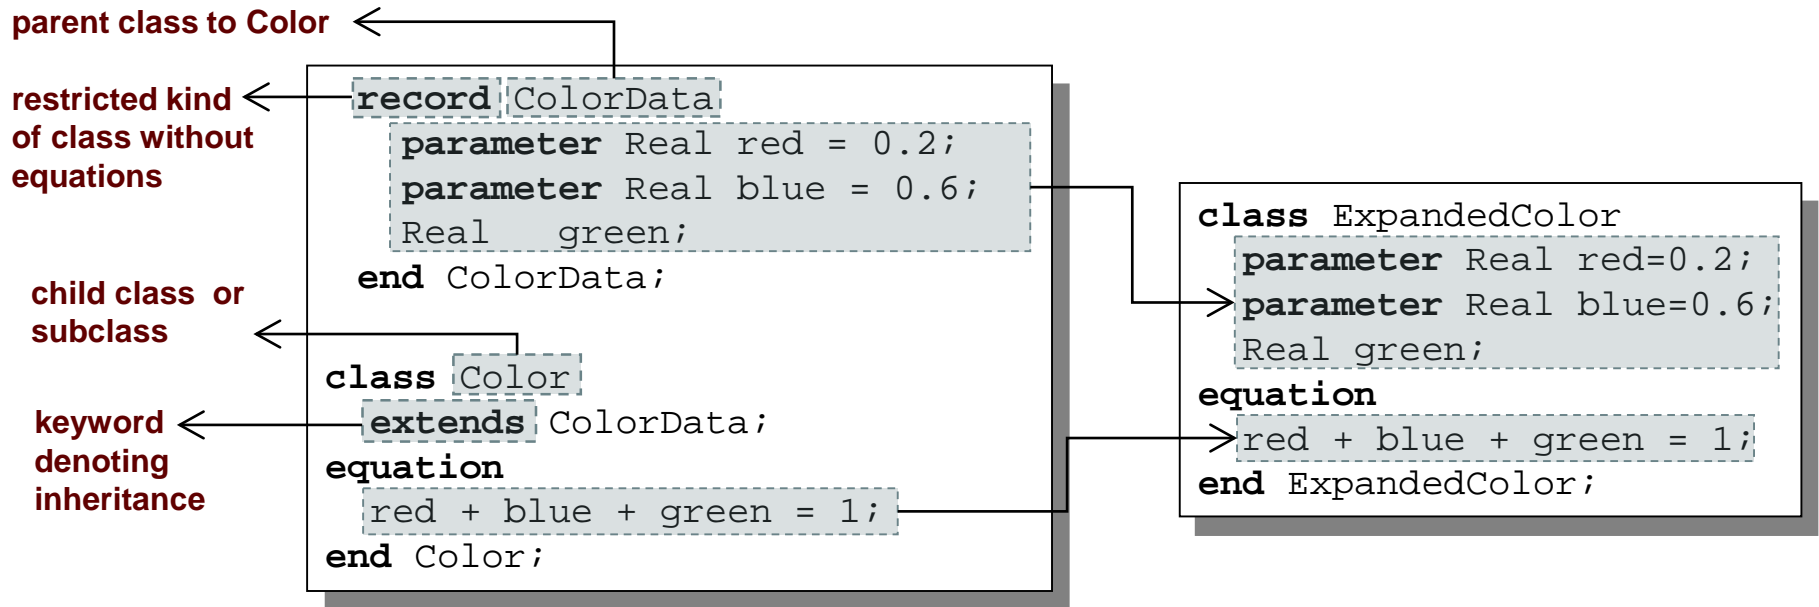 parent class to Color
restricted kind
of class without
equations
child class or
subclass
keyword
denoting
inheritance
record ColorData
parameter Real red = 0.2;
parameter Real blue = 0.6;
Real green;
end ColorData;
class Color
extends ColorData;
equation
red + blue + green = 1;
end Color;
class ExpandedColor
parameter Real red=0.2;
parameter Real blue=0.6;
Real green;
equation
red + blue + green = 1;
end ExpandedColor;